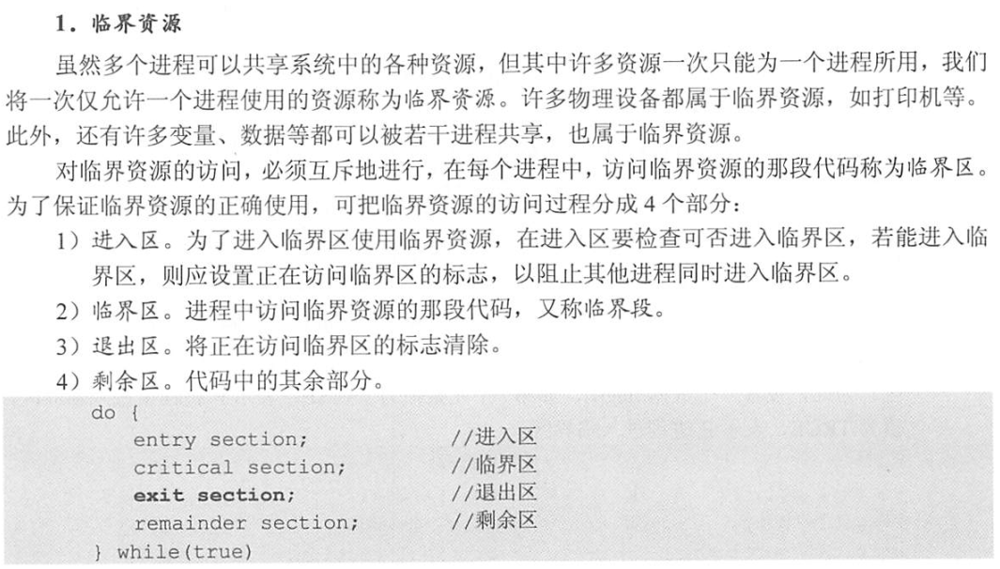 1．临界资源
虽然多个进程可以共享系统中的各种资源，但其中许多资源一次只能为一个进程所用，我们
将一次仅允许一个进程使用的资源称为临界资源。许多物理设备都属于临界资源，如打印机等。
此外，还有许多变量、数据等都可以被若干进程共享，也属于临界资源。
对临界资源的访问，必须互斥地进行，在每个进程中，访问临界资源的那段代码称为临界区。
为了保证临界资源的正确使用，可把临界资源的访问过程分成 4 个部分：
1）进入区。为了进入临界区使用临界资源，在进入区要检查可否进入临界区，若能进入临
界区，则应设置正在访问临界区的标志，以阻止其他进程同时进入临界区。
2）临界区。进程中访问临界资源的那段代码，又称临界段。
3）退出区。将正在访问临界区的标志清除。
4）剩余区。代码中的其余部分。
do {
entry section; //进入区
critical section; //临界区
exit section; //退出区
remainder section; //剩余区
} while(true)